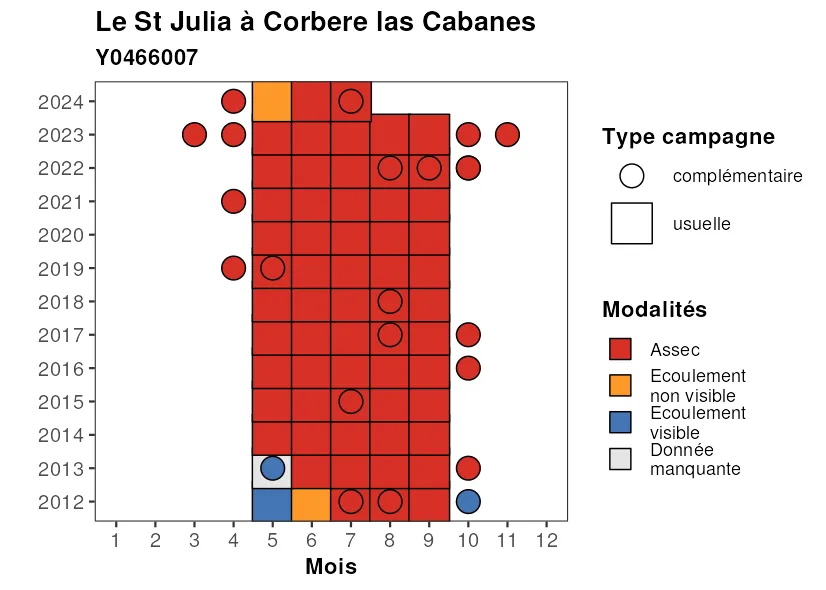 Le St Julia à Corbere las Cabanes
Y0466007
2024
2023
2022
2021
2020
2019
2018
2017
2016
2015
2014
2013
2012
1 2 3 4 5 6 7 8 9 10 11 12
Mois
Type campagne
complémentaire
usuelle
Modalités
Assec
Ecoulement
non visible
Ecoulement
visible
Donnée
manquante